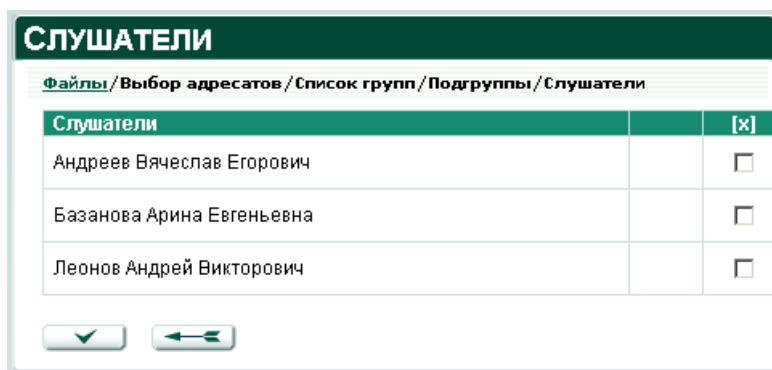 СЛУШАТЕЛИ
Файлы/Выбор адресатов/Список групп/Подгруппы/Слушатели
Слушатели [x]
Андреев Вячеслав Егорович
Базанова Арина Евгеньевна
Леонов Андрей Викторович